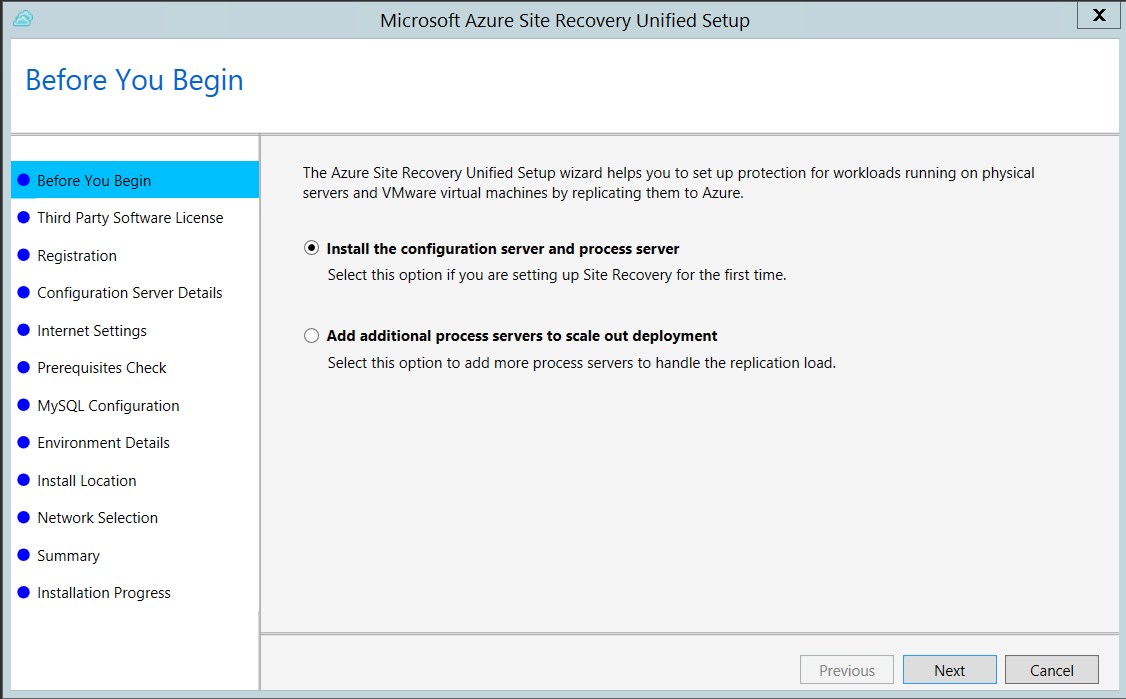 Microsoft Azure Site Recovery Unified Setup
X
Before You Begin
Before You Begin
Third Party Software License
Registration
Configuration Server Details
Internet Settings
Prerequisites Check
MySQL Configuration
Environment Details
Install Location
Network Selection
Summary
Installation Progress
The Azure Site Recovery Unified Setup wizard helps you to set up protection for workloads running on physical
servers and VMware virtual machines by replicating them to Azure.
Install the configuration server and process server
Select this option if you are setting up Site Recovery for the first time.
Add additional process servers to scale out deployment
Select this option to add more process servers to handle the replication load.
Previous
Next
Cancel